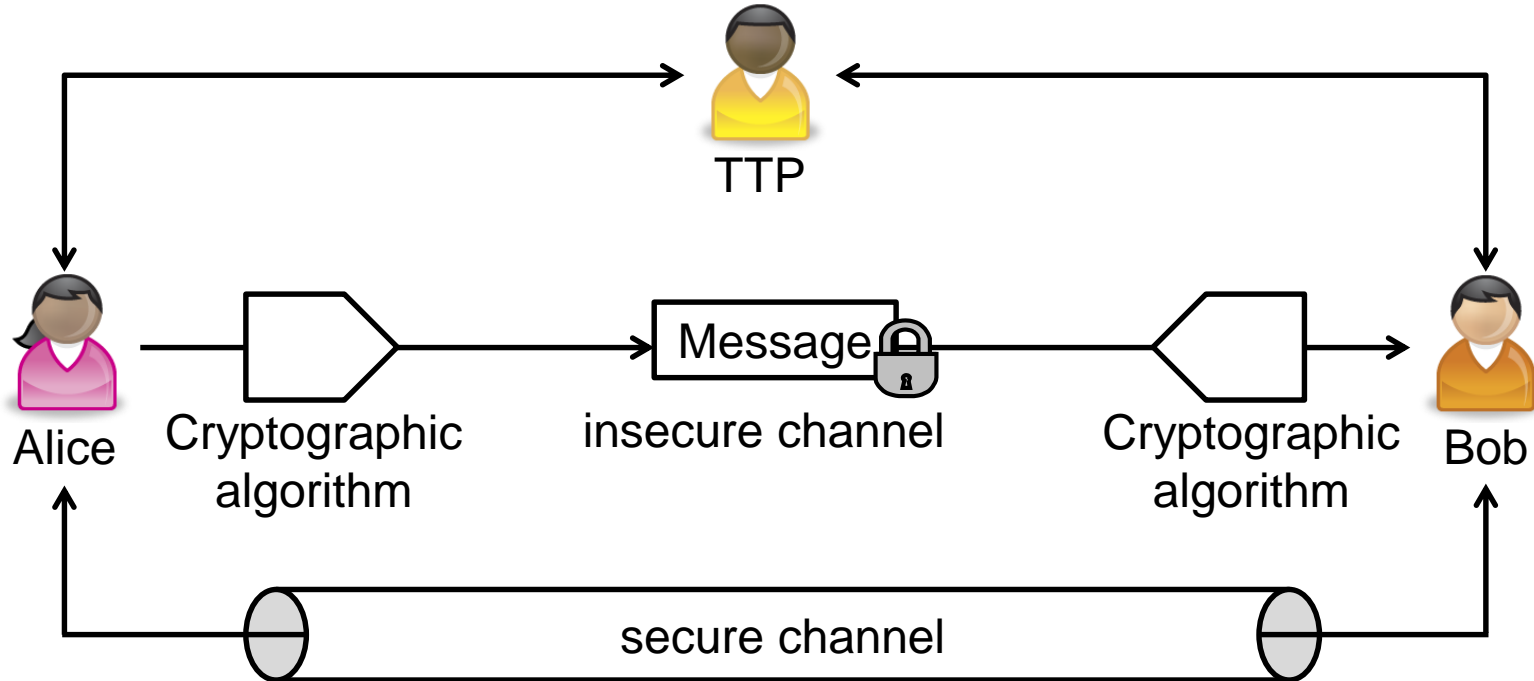 TTP
Message
Alice
Cryptographic
algorithm
insecure channel
Cryptographic
algorithm
Bob
secure channel